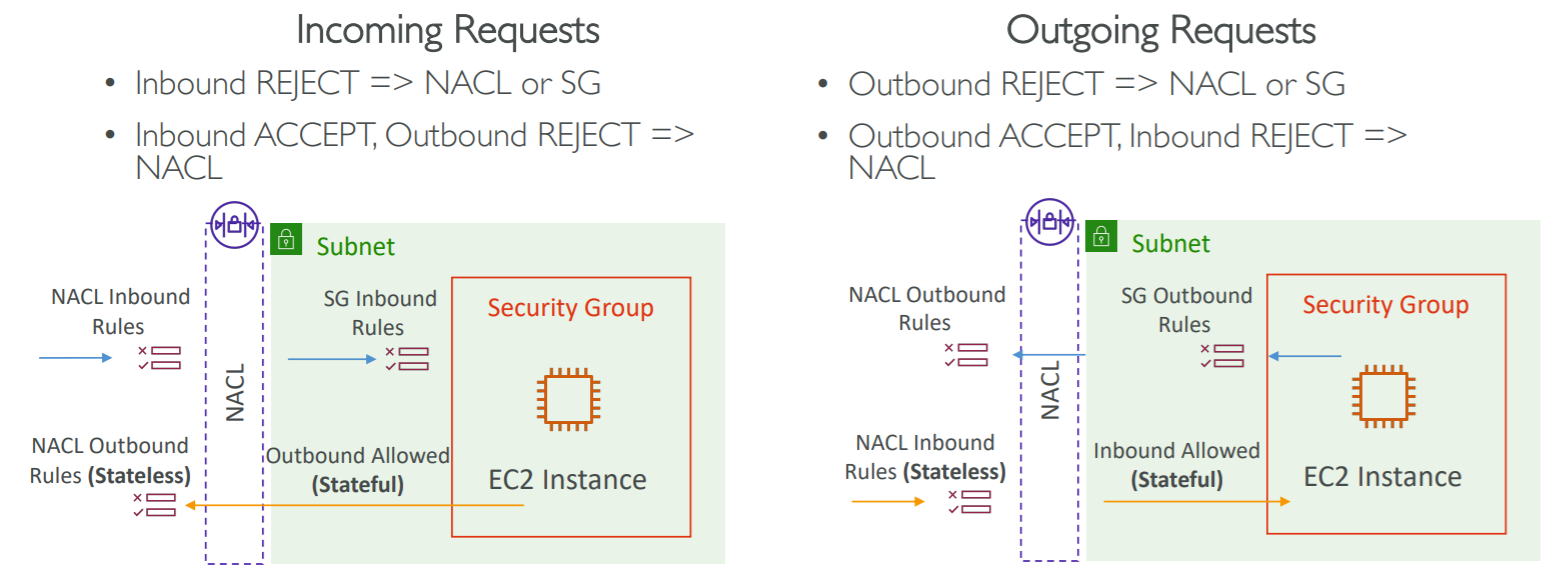 Incoming Requests
• Inbound REJECT => NACL or SG
• Inbound ACCEPT, Outbound REJECT =>
NACL
Subnet
NACL Inbound
Rules
SG Inbound
Rules
Security Group
NACL
NACL Outbound
Rules (Stateless)
Outbound Allowed
(Stateful)
EC2 Instance
Outgoing Requests
• Outbound REJECT => NACL or SG
• Outbound ACCEPT, Inbound REJECT =>
NACL
Subnet
NACL Outbound
Rules
SG Outbound
Rules
Security Group
NACL
NACL Inbound
Rules (Stateless)
Inbound Allowed
(Stateful)
EC2 Instance